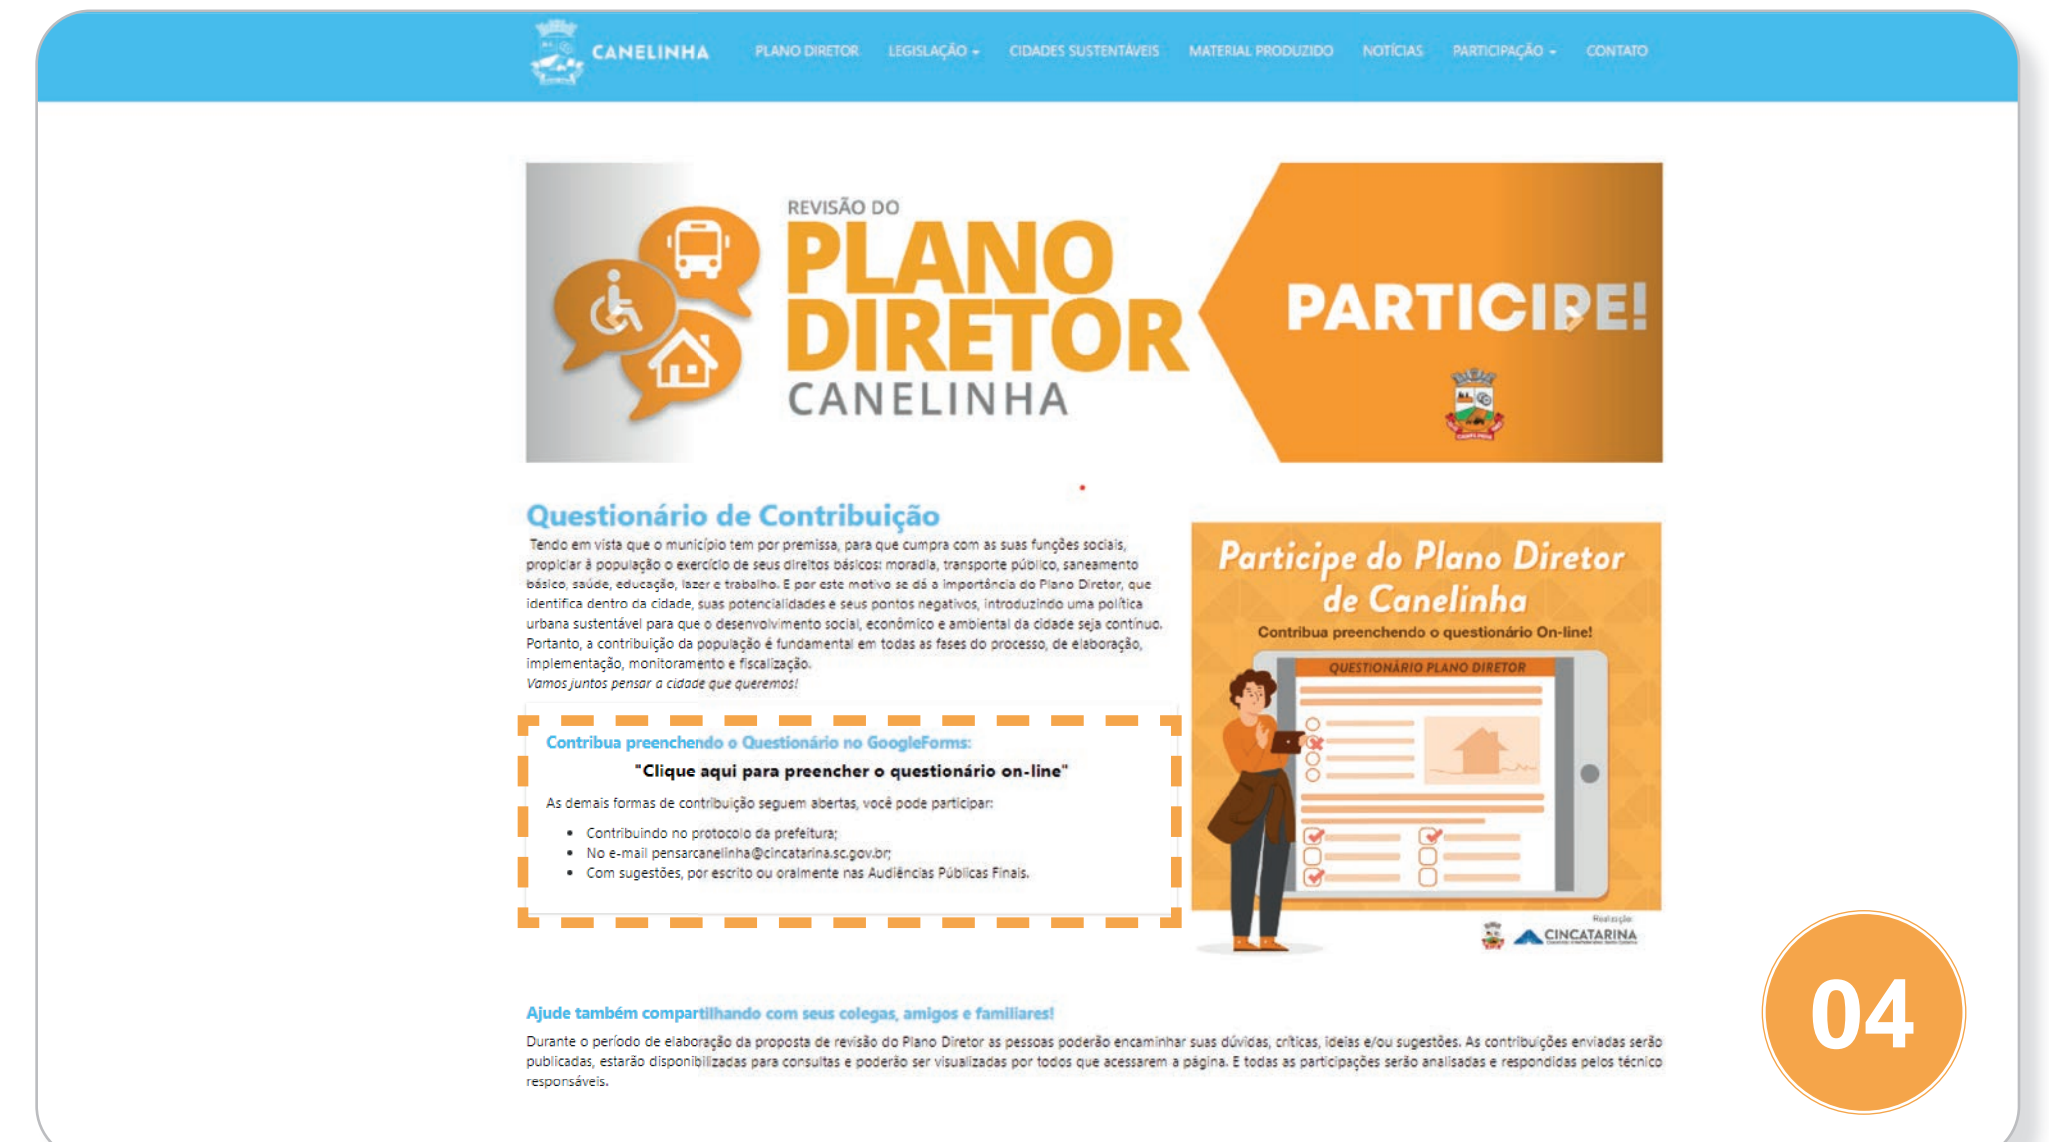 CANELINHA PLANO DIRETOR LEGISLAÇÃO CIDADES SUSTENTÁVEIS MATERIAL PRODUZIDO NOTÍCIAS PARTICIPAÇÃO CONTATO
REVISÃO DO
PLANO
DIRETOR
CANELINHA
PARTICIPE!
Questionário de Contribuição
Tendo em vista que o município tem por premissa, para que cumpra com as suas funções sociais,
propiciar à população o exercício de seus direitos básicos: moradia, transporte público, saneamento
básico, saúde, educação, lazer e trabalho. E por este motivo se dá a importância do Plano Diretor, que
identifica dentro da cidade, suas potencialidades e seus pontos negativos, introduzindo uma política
urbana sustentável para que o desenvolvimento social, econômico e ambiental da cidade seja contínuo.
Portanto, a contribuição da população é fundamental em todas as fases do processo, de elaboração,
implementação, monitoramento e fiscalização.
Vamos juntos pensar a cidade que queremos!
Contribua preenchendo o Questionário no GoogleForms:
"Clique aqui para preencher o questionário on-line"
As demais formas de contribuição seguem abertas, você pode participar:
• Contribuindo no protocolo da prefeitura;
• No e-mail pensarcanelinha@cincatarina.sc.gov.br;
• Com sugestões, por escrito ou oralmente nas Audiências Públicas Finais.
Participe do Plano Diretor
de Canelinha
Contribua preenchendo o questionário On-line!
QUESTIONÁRIO PLANO DIRETOR
Realização:
CINCATARINA
Ajude também compartilhando com seus colegas, amigos e familiares!
Durante o período de elaboração da proposta de revisão do Plano Diretor as pessoas poderão encaminhar suas dúvidas, críticas, ideias e/ou sugestões. As contribuições enviadas serão
publicadas, estarão disponibilizadas para consultas e poderão ser visualizadas por todos que acessarem a página. E todas as participações serão analisadas e respondidas pelos técnico
responsáveis.
04